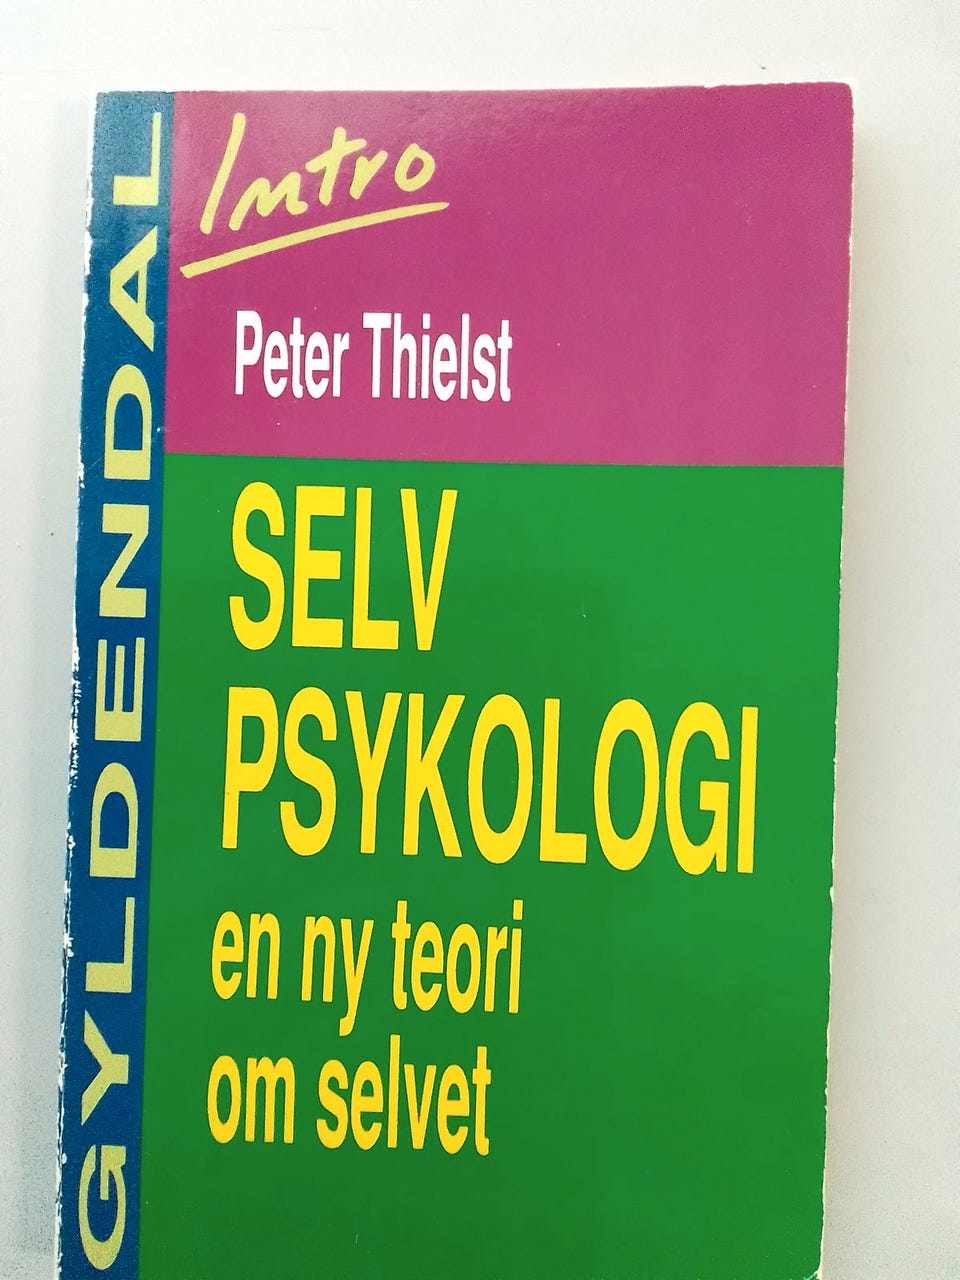 GYLDENDAL
Intro
Peter Thielst
SELV
PSYKOLOGI
en ny teori
om selvet